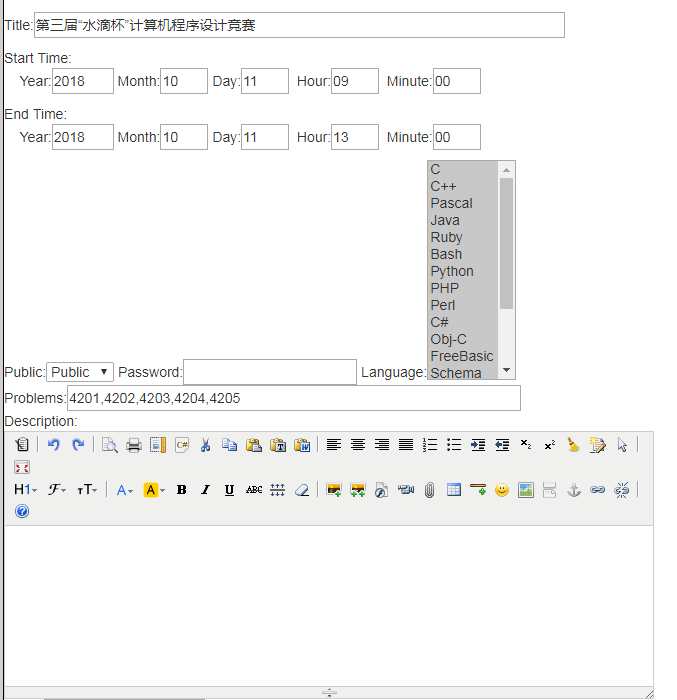 Title:第三届“水滴杯”计算机程序设计竞赛
Start Time:
Year:2018 Month:10 Day:11 Hour:09 Minute:00
End Time:
Year:2018 Month:10 Day:11 Hour:13 Minute:00
C
C++
Pascal
Java
Ruby
Bash
Python
PHP
Perl
C#
Obj-C
FreeBasic
Schema
Public:Public Password: Language:
Problems:4201,4202,4203,4204,4205
Description:
C#
H1 F TT A A B I U ABC